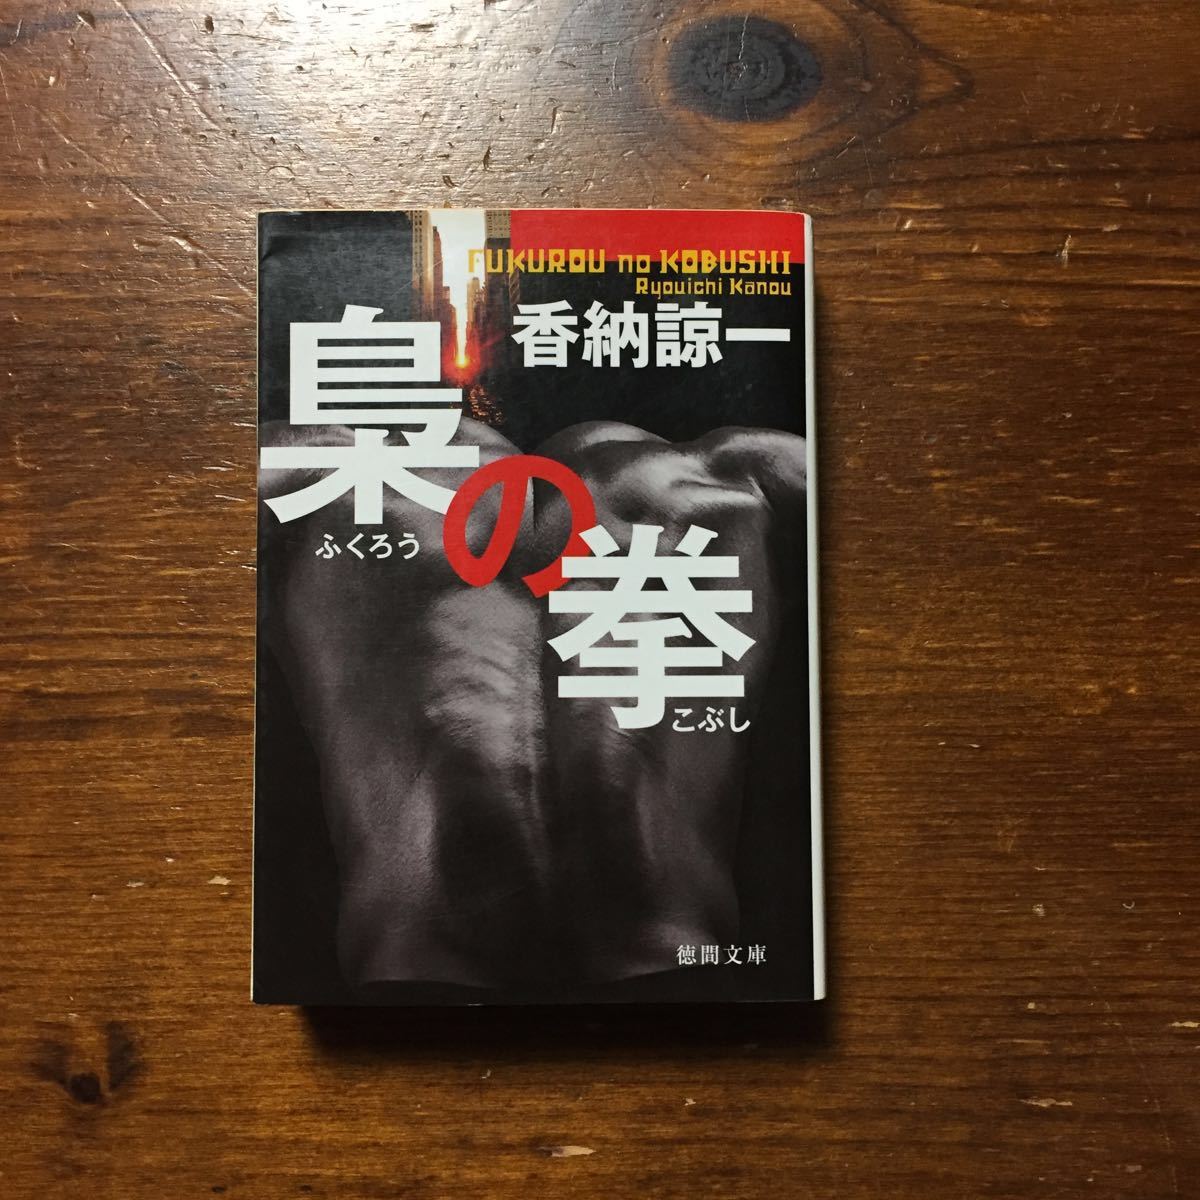 FUKUROU no KOBUSHI
Ryouichi Kanou
香納諒一
梟の拳
ふくろう
こぶし
徳間文庫